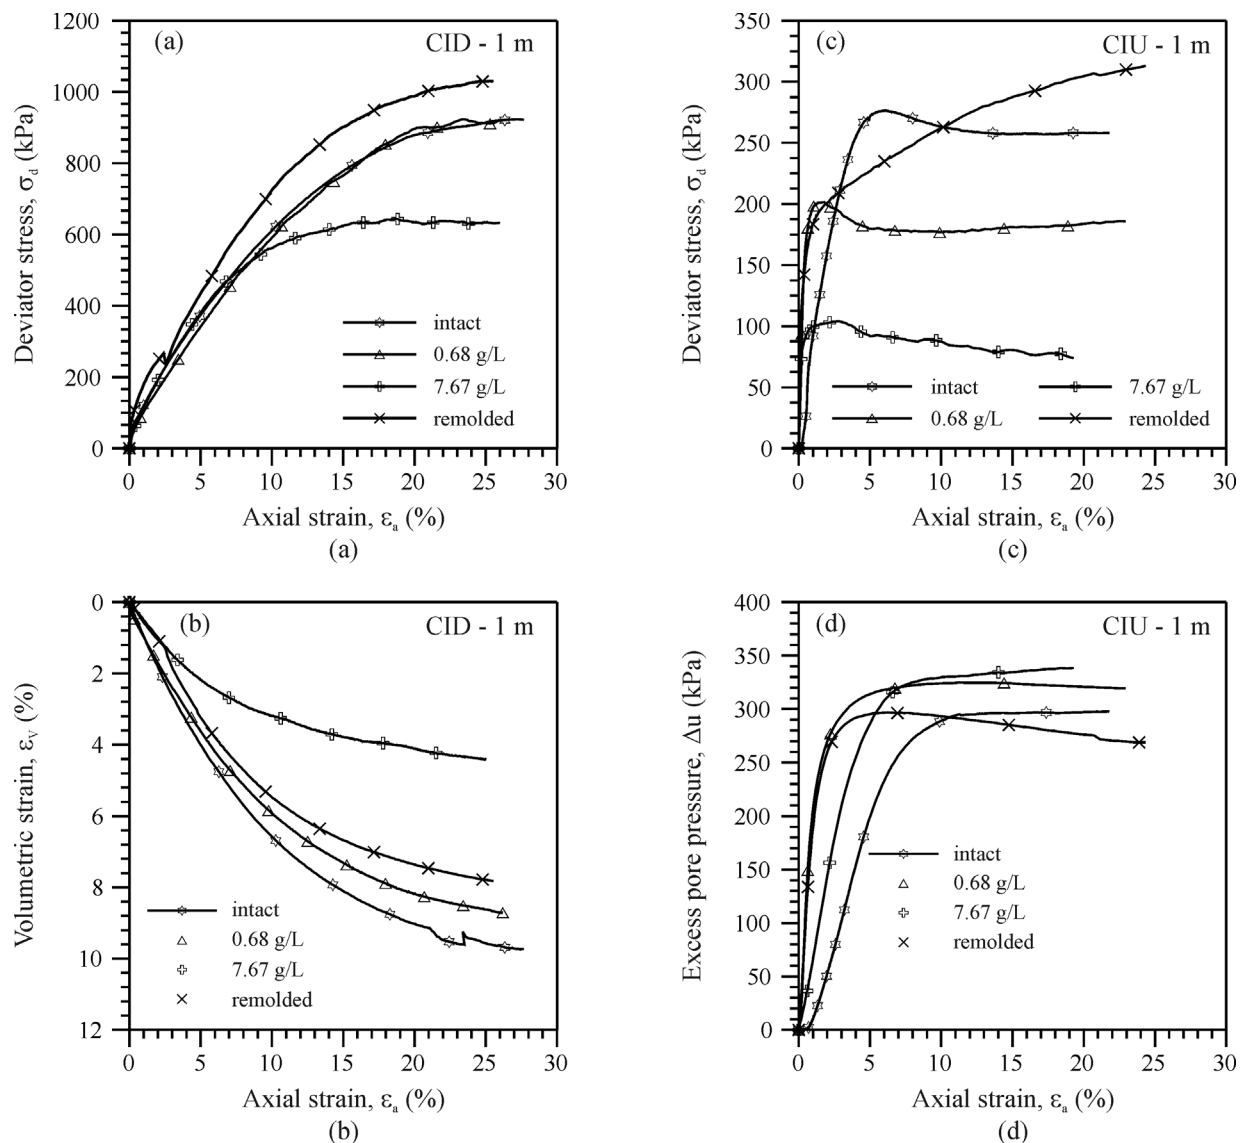 (a) CID - 1 m
1200
1000
800
600
400
200
0
Deviator stress, σd (kPa)
intact
0.68 g/L
7.67 g/L
remolded
0 5 10 15 20 25 30
Axial strain, εa (%)
(a)
(c) CIU - 1 m
350
300
250
200
150
100
50
0
Deviator stress, σd (kPa)
intact 7.67 g/L
0.68 g/L remolded
0 5 10 15 20 25 30
Axial strain, εa (%)
(c)
(b) CID - 1 m
0
2
4
6
8
10
12
Volumetric strain, εV (%)
intact
0.68 g/L
7.67 g/L
remolded
0 5 10 15 20 25 30
Axial strain, εa (%)
(b)
(d) CIU - 1 m
400
350
300
250
200
150
100
50
0
Excess pore pressure, Δu (kPa)
intact
0.68 g/L
7.67 g/L
remolded
0 5 10 15 20 25 30
Axial strain, εa (%)
(d)